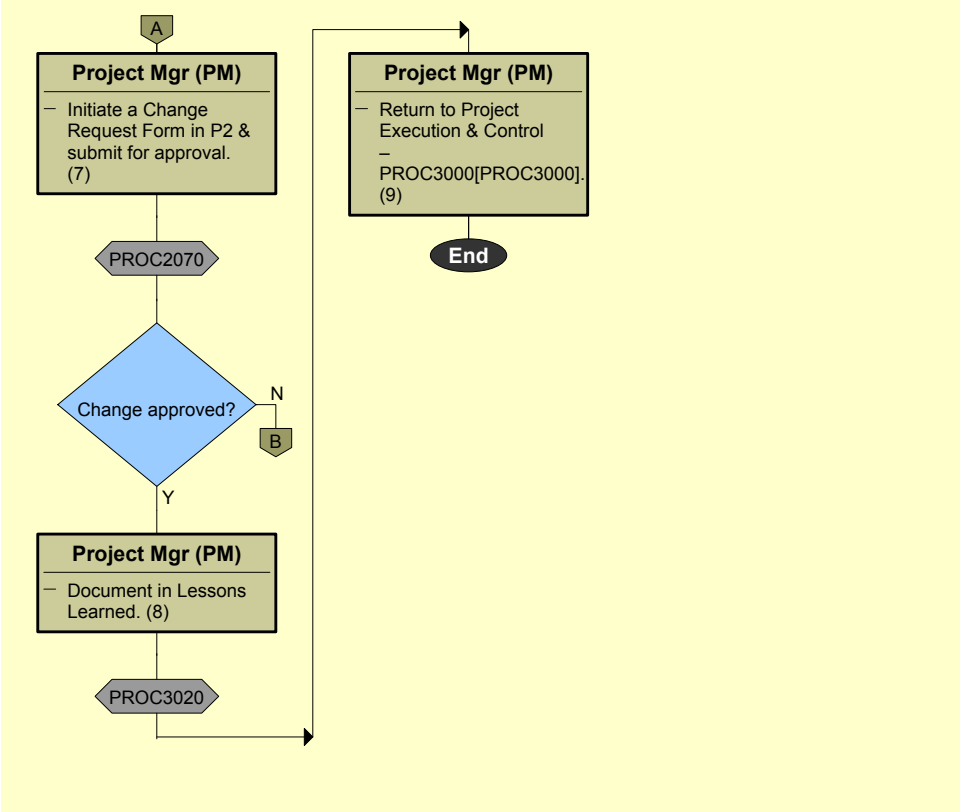 A
Project Mgr (PM)
– Initiate a Change
Request Form in P2 &
submit for approval.
(7)
PROC2070
Change approved?
N
B
Y
Project Mgr (PM)
– Document in Lessons
Learned. (8)
PROC3020
Project Mgr (PM)
– Return to Project
Execution & Control
–
PROC3000[PROC3000].
(9)
End